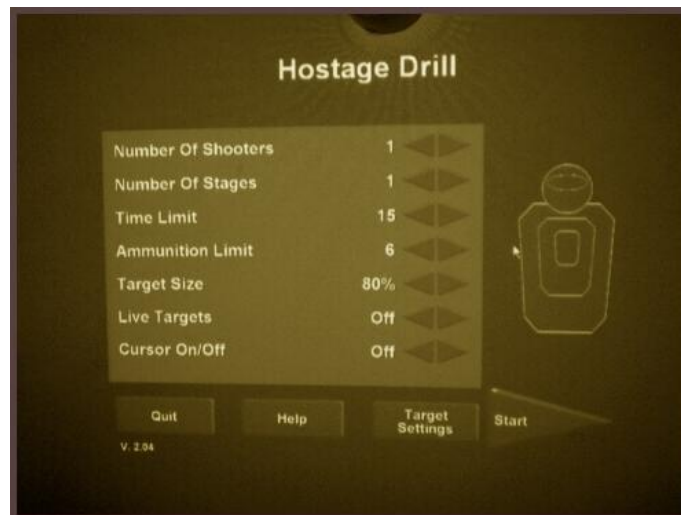 Hostage Drill
Number Of Shooters 1
Number Of Stages 1
Time Limit 15
Ammunition Limit 6
Target Size 80%
Live Targets Off
Cursor On/Off Off
Quit Help Target Settings Start
V. 2.04